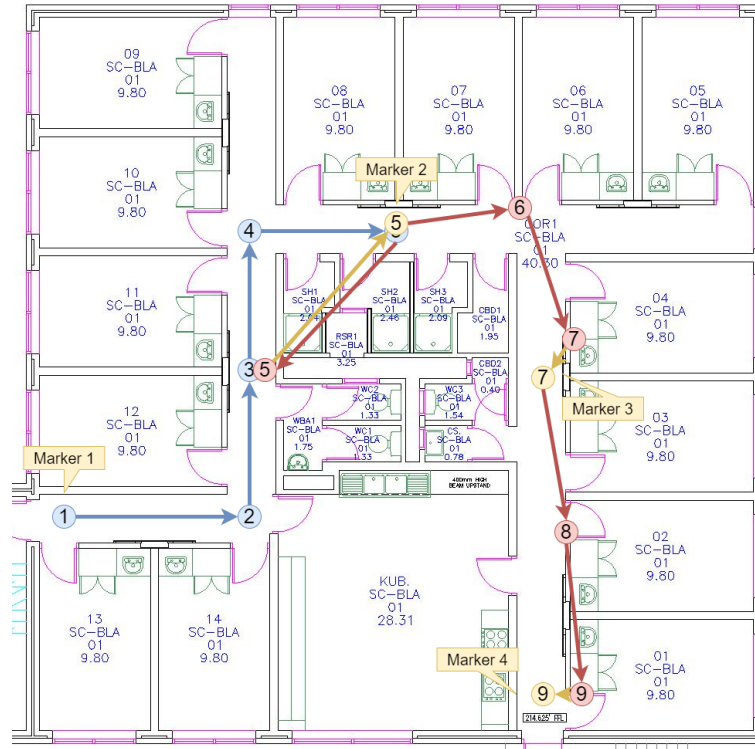 09
SC-BLA
01
9.80
08
SC-BLA
01
9.80
07
SC-BLA
01
9.80
06
SC-BLA
01
9.80
05
SC-BLA
01
9.80
10
SC-BLA
01
9.80
Marker 2
5
6
4
COR1
SC-BLA
01
40.30
11
SC-BLA
01
9.80
SH1
SC-BLA
01
SH2
SC-BLA
01
2.46
SH3
SC-BLA
01
2.09
CBD1
SC-BLA
01
1.95
RSR1
SC-BLA
01
3.25
04
SC-BLA
01
9.80
7
7
3
5
CBD2
SC-BLA
01
0.40
Marker 3
12
SC-BLA
01
9.80
WC2
SC-BLA
01
1.33
WC3
SC-BLA
01
1.54
WBA1
SC-BLA
01
1.75
WC1
SC-BLA
01
1.33
CS.
SC-BLA
01
0.78
03
SC-BLA
01
9.80
Marker 1
400mm HIGH
BEAM UPSTAND
1
2
8
02
SC-BLA
01
9.80
KUB.
SC-BLA
01
28.31
13
SC-BLA
01
9.80
14
SC-BLA
01
9.80
01
SC-BLA
01
9.80
Marker 4
9
9
214.625' FFL